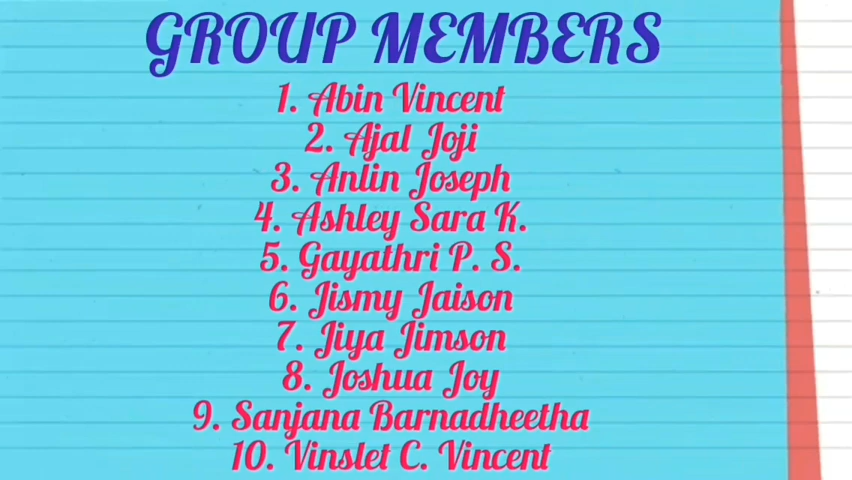 GROUP MEMBERS
1. Abin Vincent
2. Ajal Joji
3. Anlin Joseph
4. Ashley Sara K.
5. Gayathri P. S.
6. Jismy Jaison
7. Jiya Jimson
8. Joshua Joy
9. Sanjana Barnadheetha
10. Vinslet C. Vincent